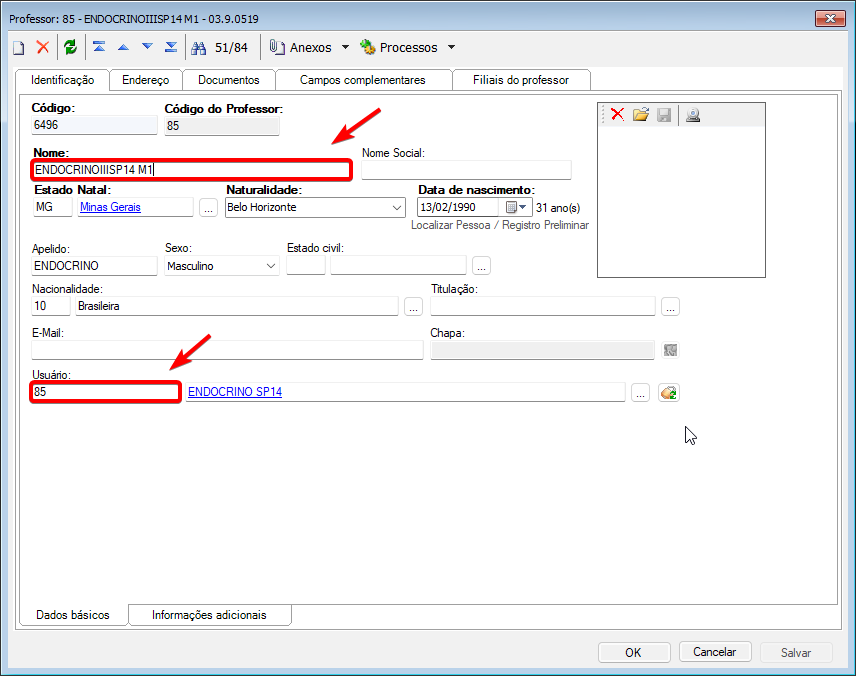 Professor: 85 - ENDOCRINOIIISP14 M1 - 03.9.0519
51/84 Anexos Processos
Identificação Endereço Documentos Campos complementares Filiais do professor
Código: Código do Professor:
6496 85
Nome: Nome Social:
ENDOCRINOIIISP14 M1
Estado Natal: Naturalidade: Data de nascimento:
MG Minas Gerais ... Belo Horizonte 13/02/1990 31 ano(s)
Localizar Pessoa / Registro Preliminar
Apelido: Sexo: Estado civil:
ENDOCRINO Masculino ...
Nacionalidade: Titulação:
10 Brasileira ... ...
E-Mail: Chapa:
Usuário:
85 ENDOCRINO SP14 ...
Dados básicos Informações adicionais
OK Cancelar Salvar